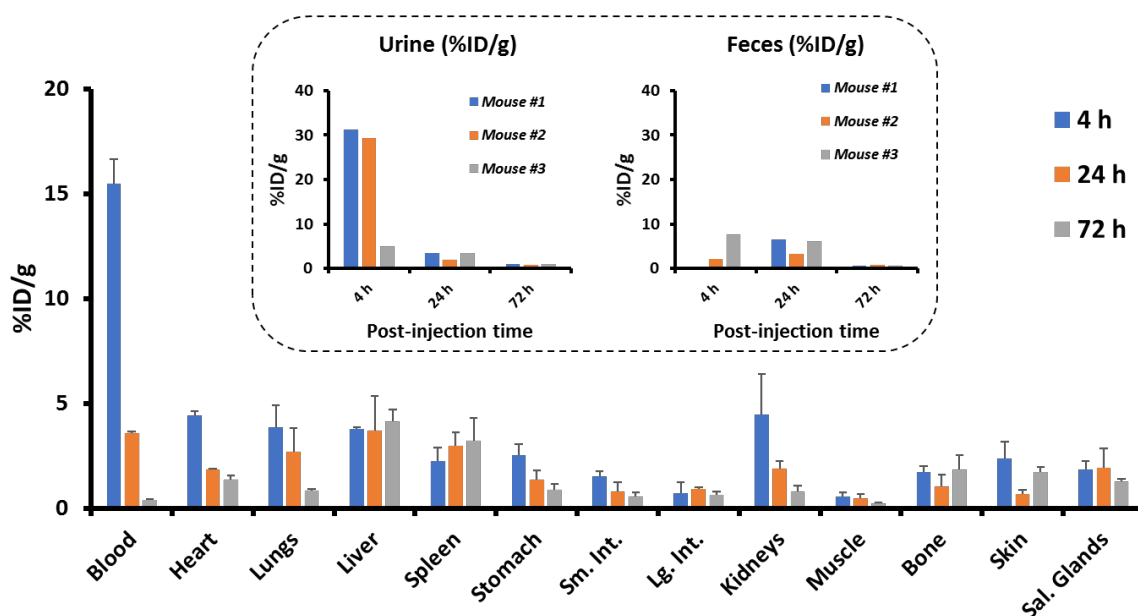 Urine (%ID/g)
%ID/g
40
30
20
10
0
Mouse #1
Mouse #2
Mouse #3
4 h
24 h
72 h
Post-injection time
Feces (%ID/g)
%ID/g
40
30
20
10
0
Mouse #1
Mouse #2
Mouse #3
4 h
24 h
72 h
Post-injection time
4 h
24 h
72 h
%ID/g
20
15
10
5
0
Blood
Heart
Lungs
Liver
Spleen
Stomach
Sm. Int.
Lg. Int.
Kidneys
Muscle
Bone
Skin
Sal. Glands